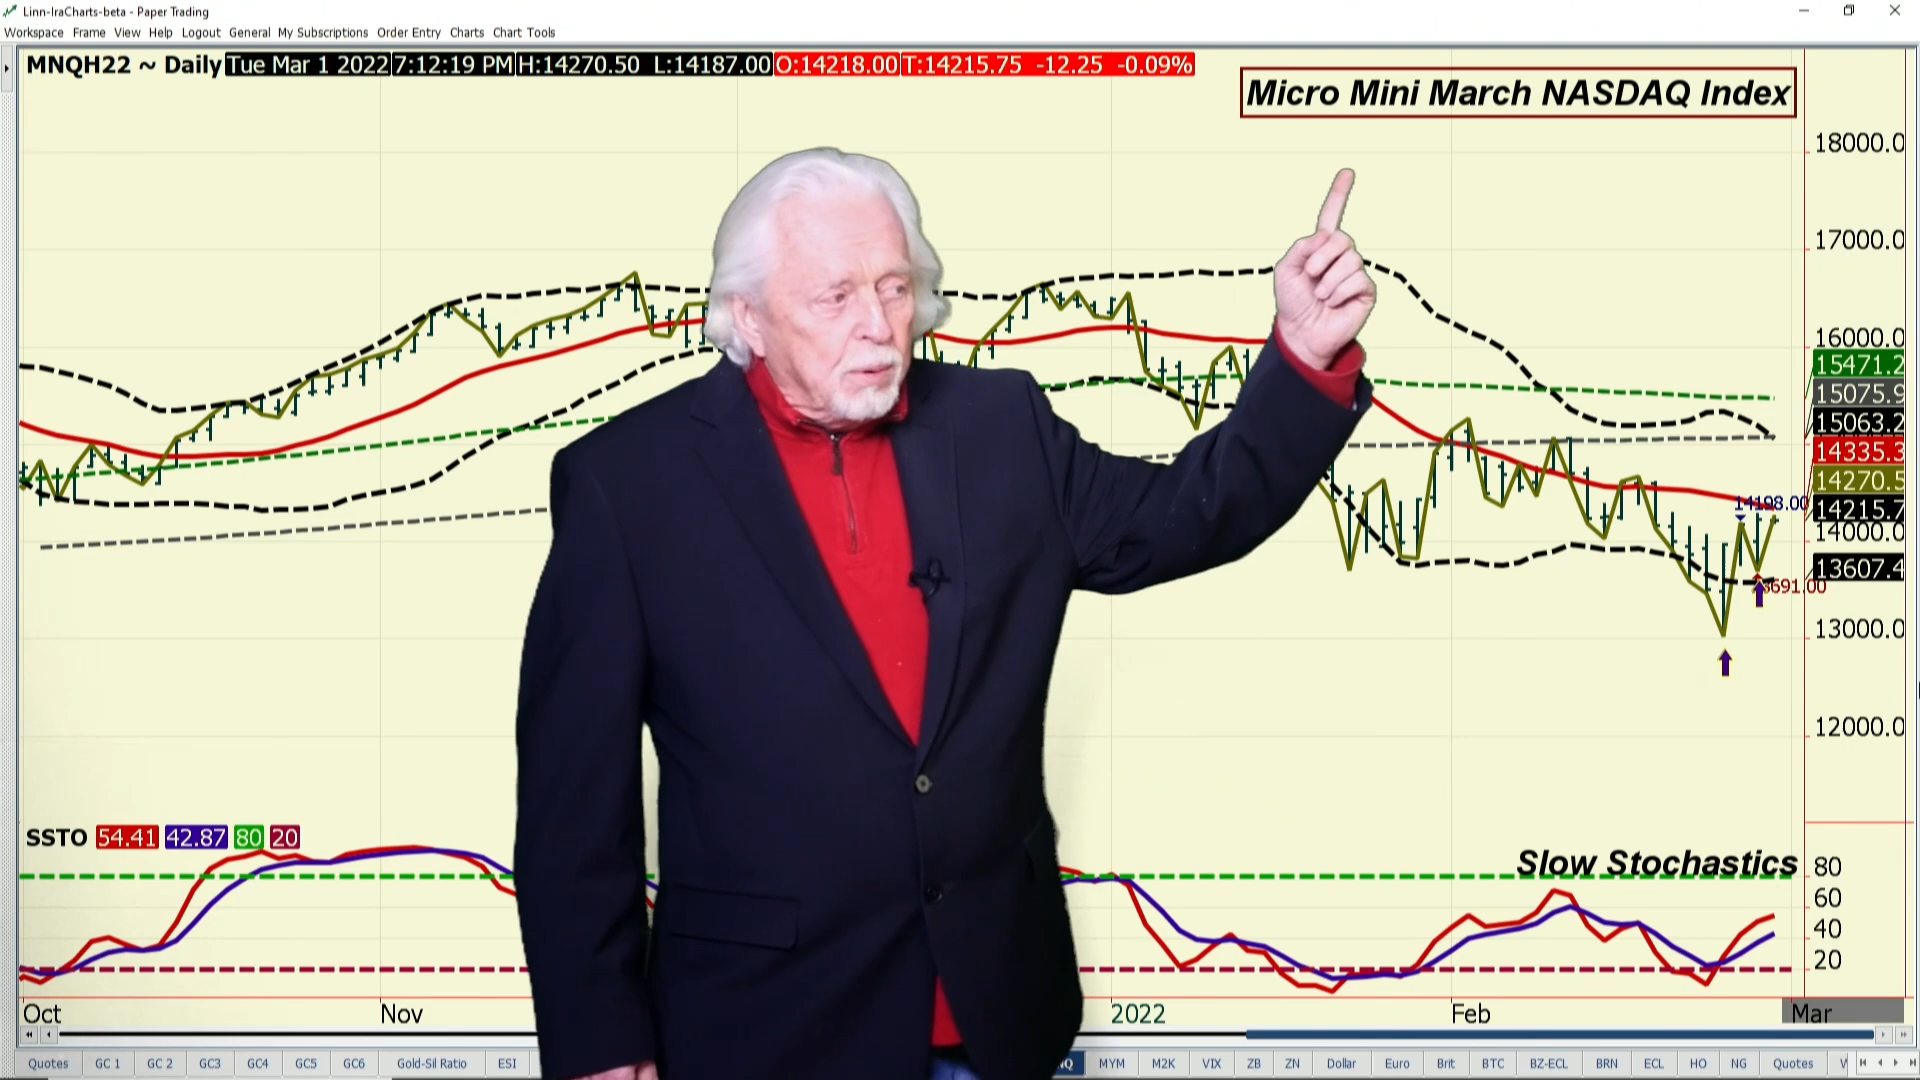 Linn-IraCharts-beta - Paper Trading
Workspace Frame View Help Logout General My Subscriptions Order Entry Charts Chart Tools
MNQH22 ~ Daily Tue Mar 1 2022 7:12:19 PM H:14270.50 L:14187.00 O:14218.00 T:14215.75 -12.25 -0.09%
Micro Mini March NASDAQ Index
18000.0
17000.0
16000.0
15471.2
15075.9
15063.2
14335.3
14270.5
14198.00
14215.7
14000.0
13607.4
691.00
13000.0
12000.0
SSTO 54.41 42.87 80 20
Slow Stochastics
80
60
40
20
Oct Nov 2022 Feb Mar
Quotes GC 1 GC 2 GC3 GC4 GC5 GC6 Gold-Sil Ratio ESI MYM M2K VIX ZB ZN Dollar Euro Brit BTC BZ-ECL BRN ECL HO NG Quotes